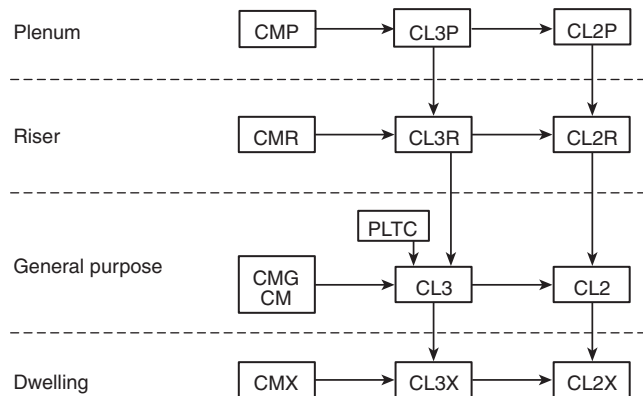 Plenum CMP CL3P CL2P
Riser CMR CL3R CL2R
PLTC
General purpose CMG CM CL3 CL2
Dwelling CMX CL3X CL2X